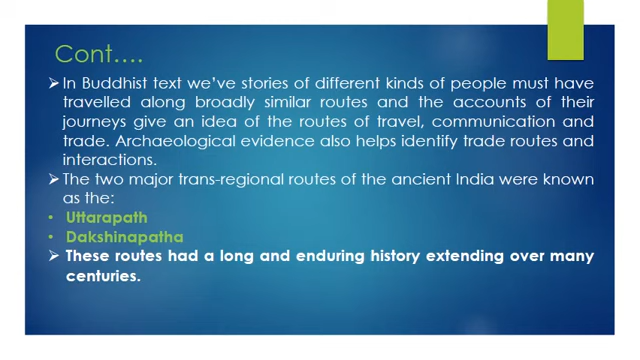 Cont….
➢In Buddhist text we’ve stories of different kinds of people must have
travelled along broadly similar routes and the accounts of their
journeys give an idea of the routes of travel, communication and
trade. Archaeological evidence also helps identify trade routes and
interactions.
➢The two major trans-regional routes of the ancient India were known
as the:
• Uttarapath
• Dakshinapatha
➢ These routes had a long and enduring history extending over many
centuries.